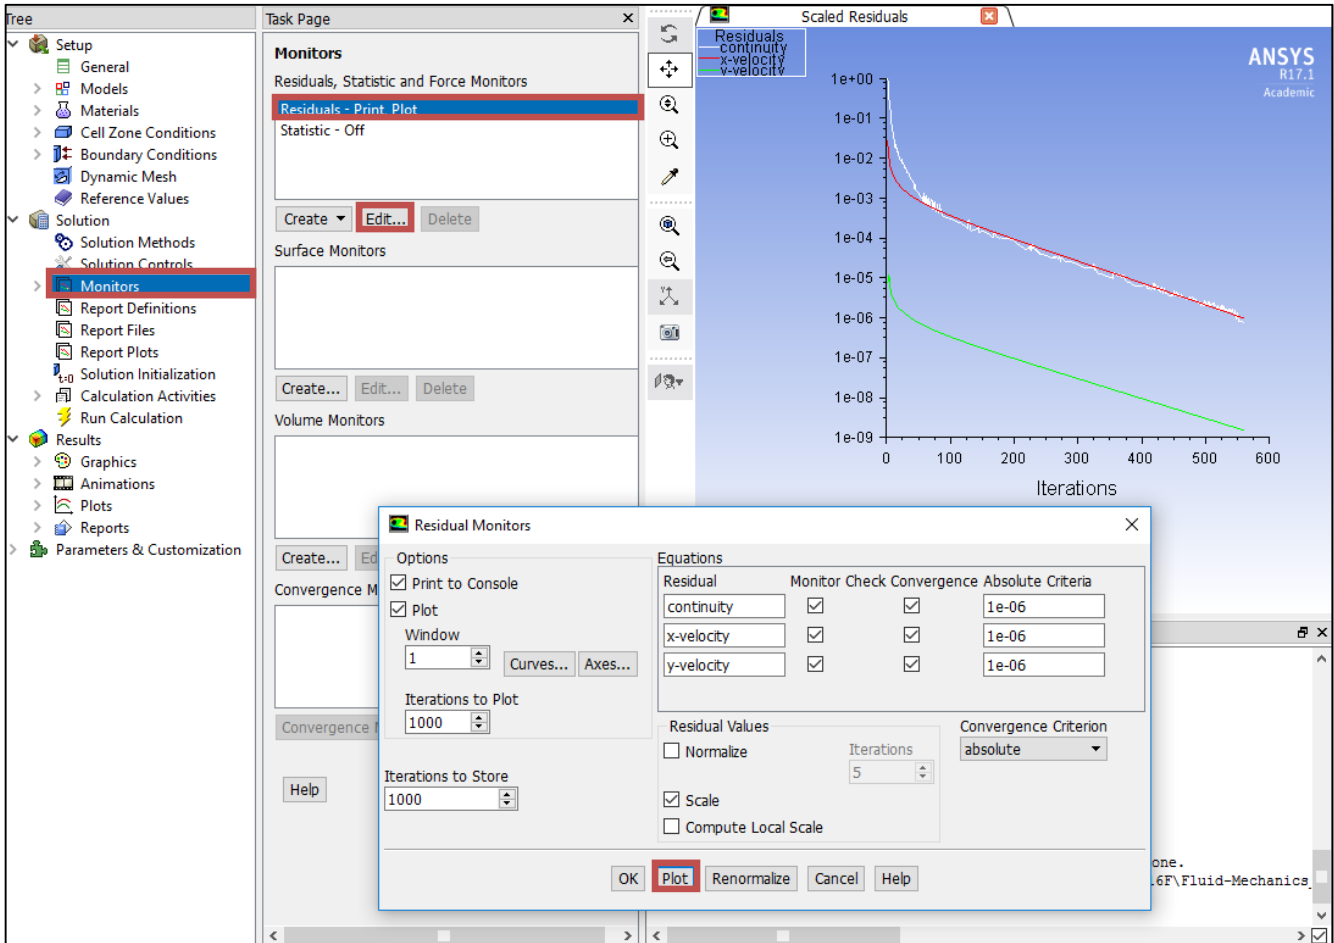 Tree
Setup
General
Models
Materials
Cell Zone Conditions
Boundary Conditions
Dynamic Mesh
Reference Values
Solution
Solution Methods
Solution Controls
Monitors
Report Definitions
Report Files
Report Plots
t=0 Solution Initialization
Calculation Activities
Run Calculation
Results
Graphics
Animations
Plots
Reports
Parameters & Customization
Task Page
Monitors
Residuals, Statistic and Force Monitors
Residuals - Print, Plot
Statistic - Off
Create Edit... Delete
Surface Monitors
Create... Edit... Delete
Volume Monitors
Create... Ed
Convergence M
Convergence
Help
Scaled Residuals
Residuals
continuity
x-velocity
y-velocity
ANSYS
R17.1
Academic
1e+00
1e-01
1e-02
1e-03
1e-04
1e-05
1e-06
1e-07
1e-08
1e-09
0 100 200 300 400 500 600
Iterations
Residual Monitors
Options
Print to Console
Plot
Window
1
Curves... Axes...
Iterations to Plot
1000
Iterations to Store
1000
Equations
Residual Monitor Check Convergence Absolute Criteria
continuity 1e-06
x-velocity 1e-06
y-velocity 1e-06
Residual Values
Normalize
Iterations
5
Scale
Compute Local Scale
Convergence Criterion
absolute
OK Plot Renormalize Cancel Help
one.
.6F\Fluid-Mechanics_